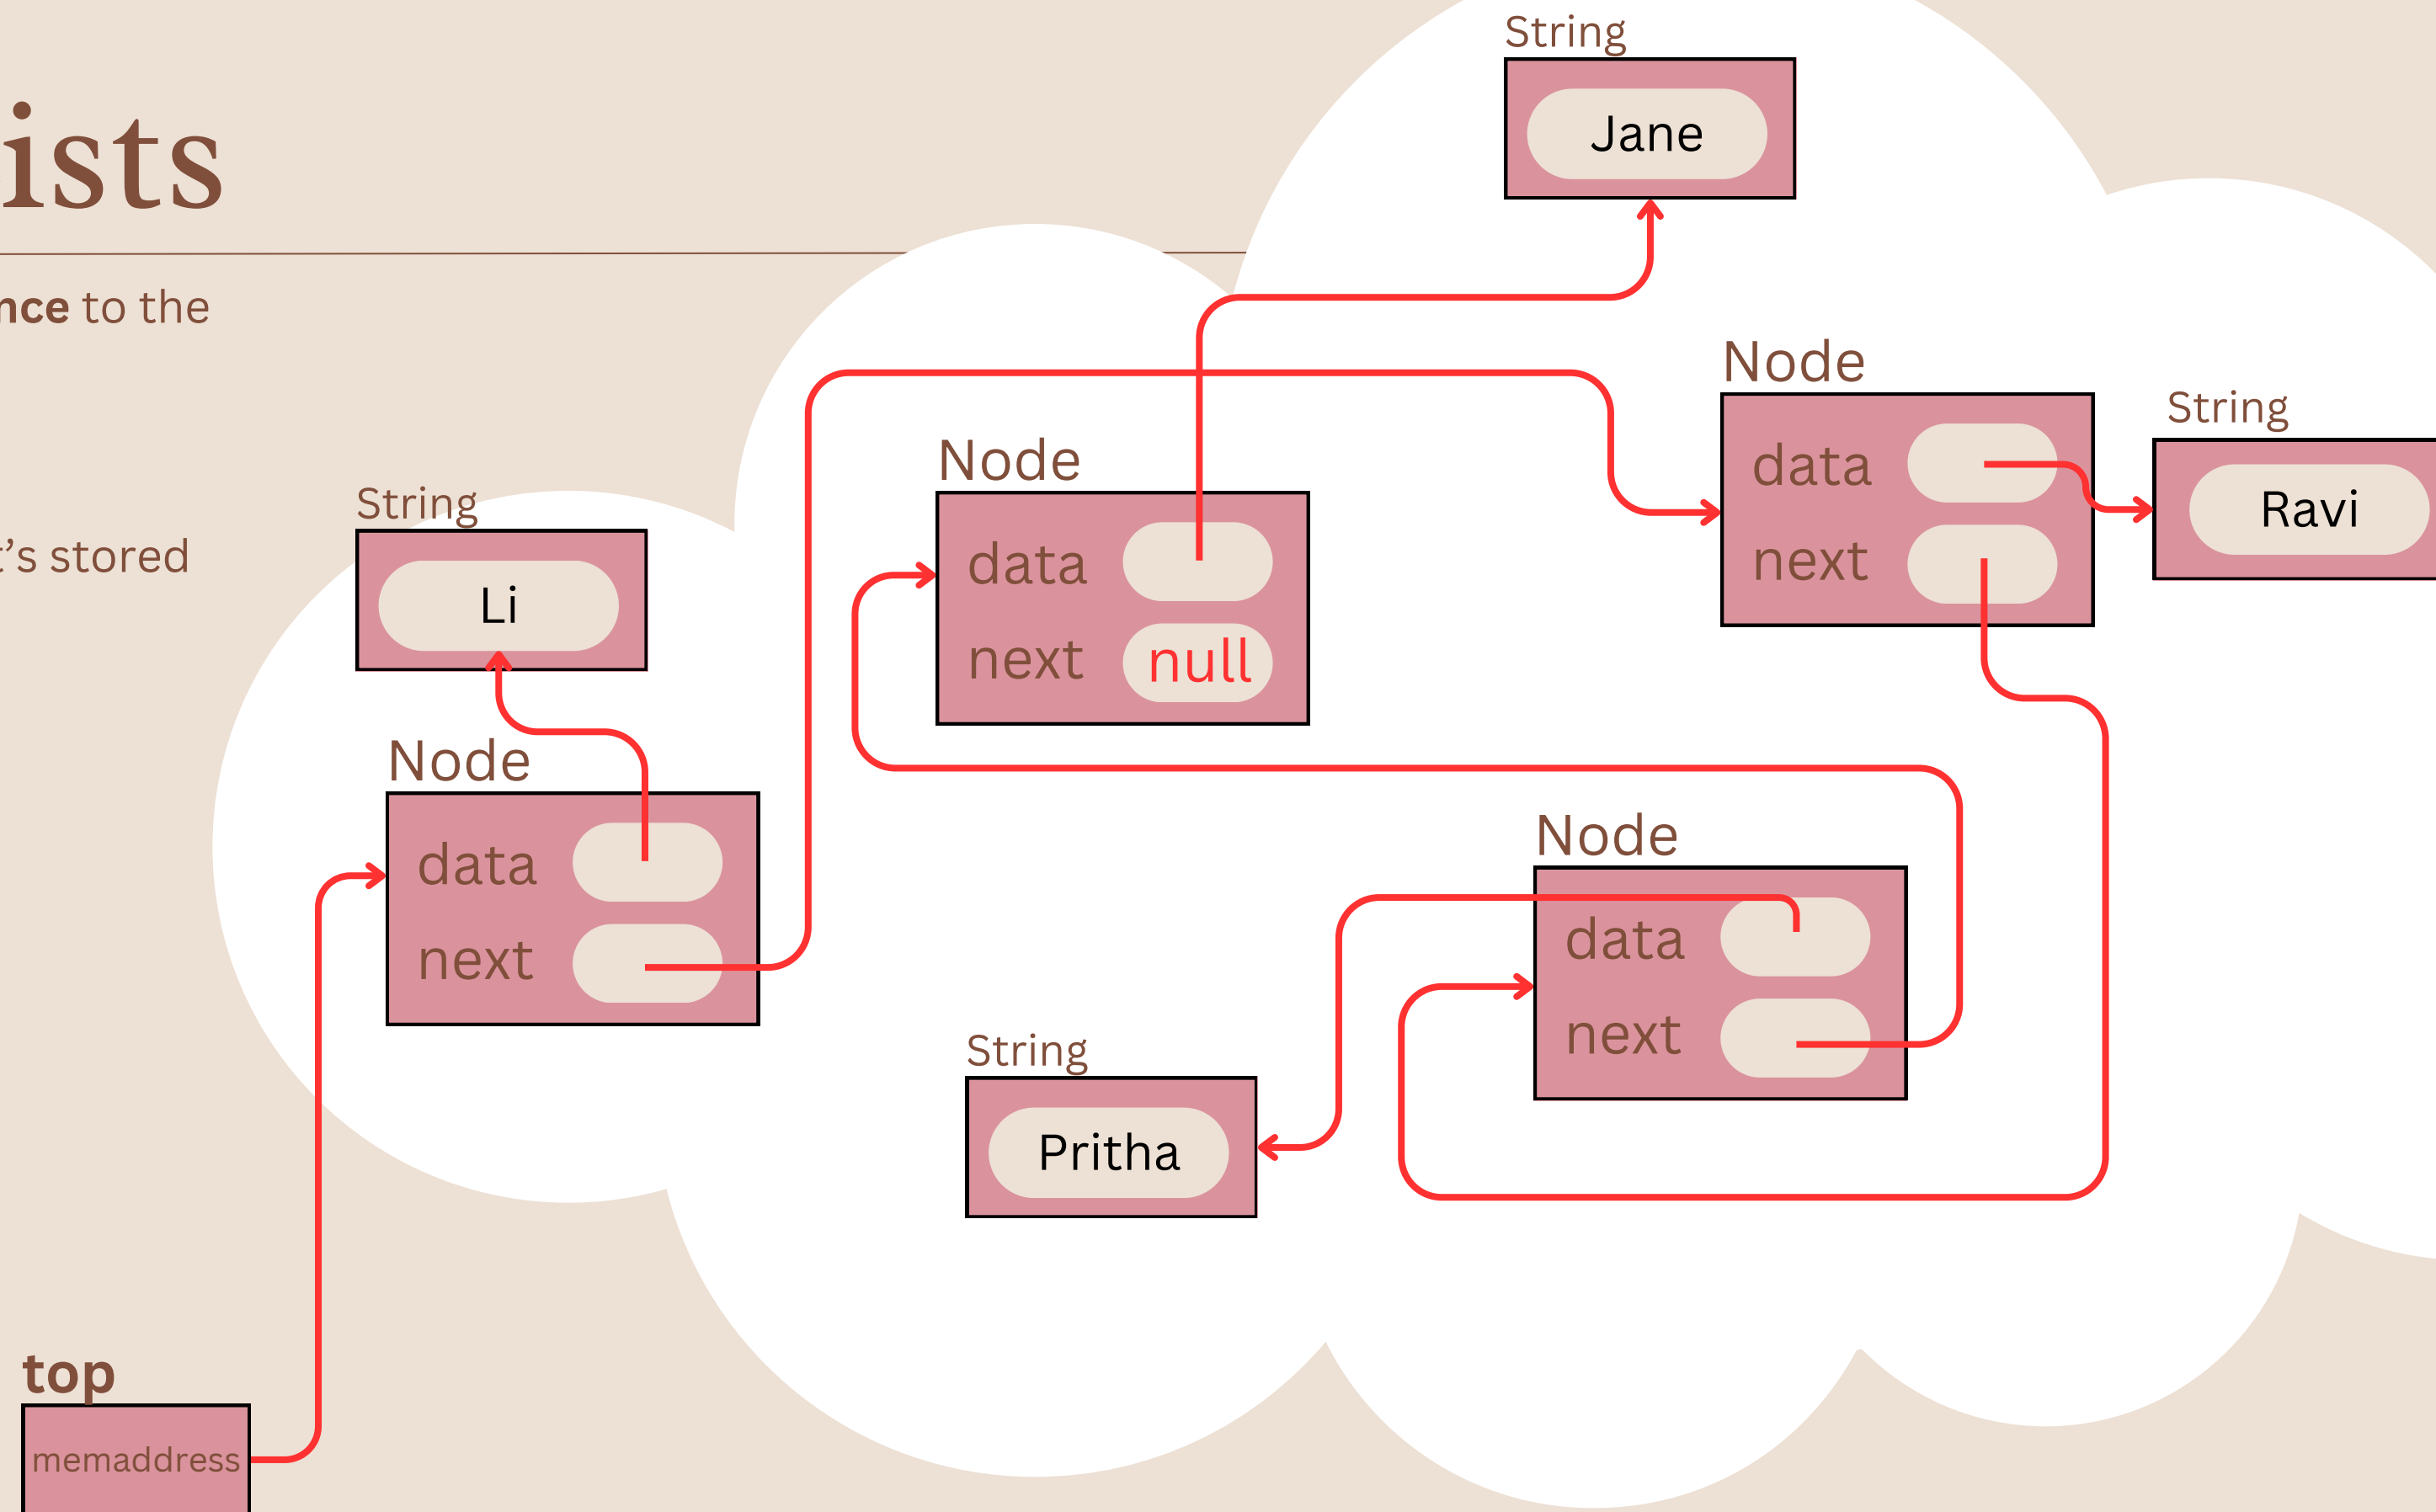 ists
nce to the
t's stored
String
Jane
Node
data
next
String
Ravi
Node
data
next null
String
Li
Node
data
next
Node
data
next
String
Pritha
top
memaddress